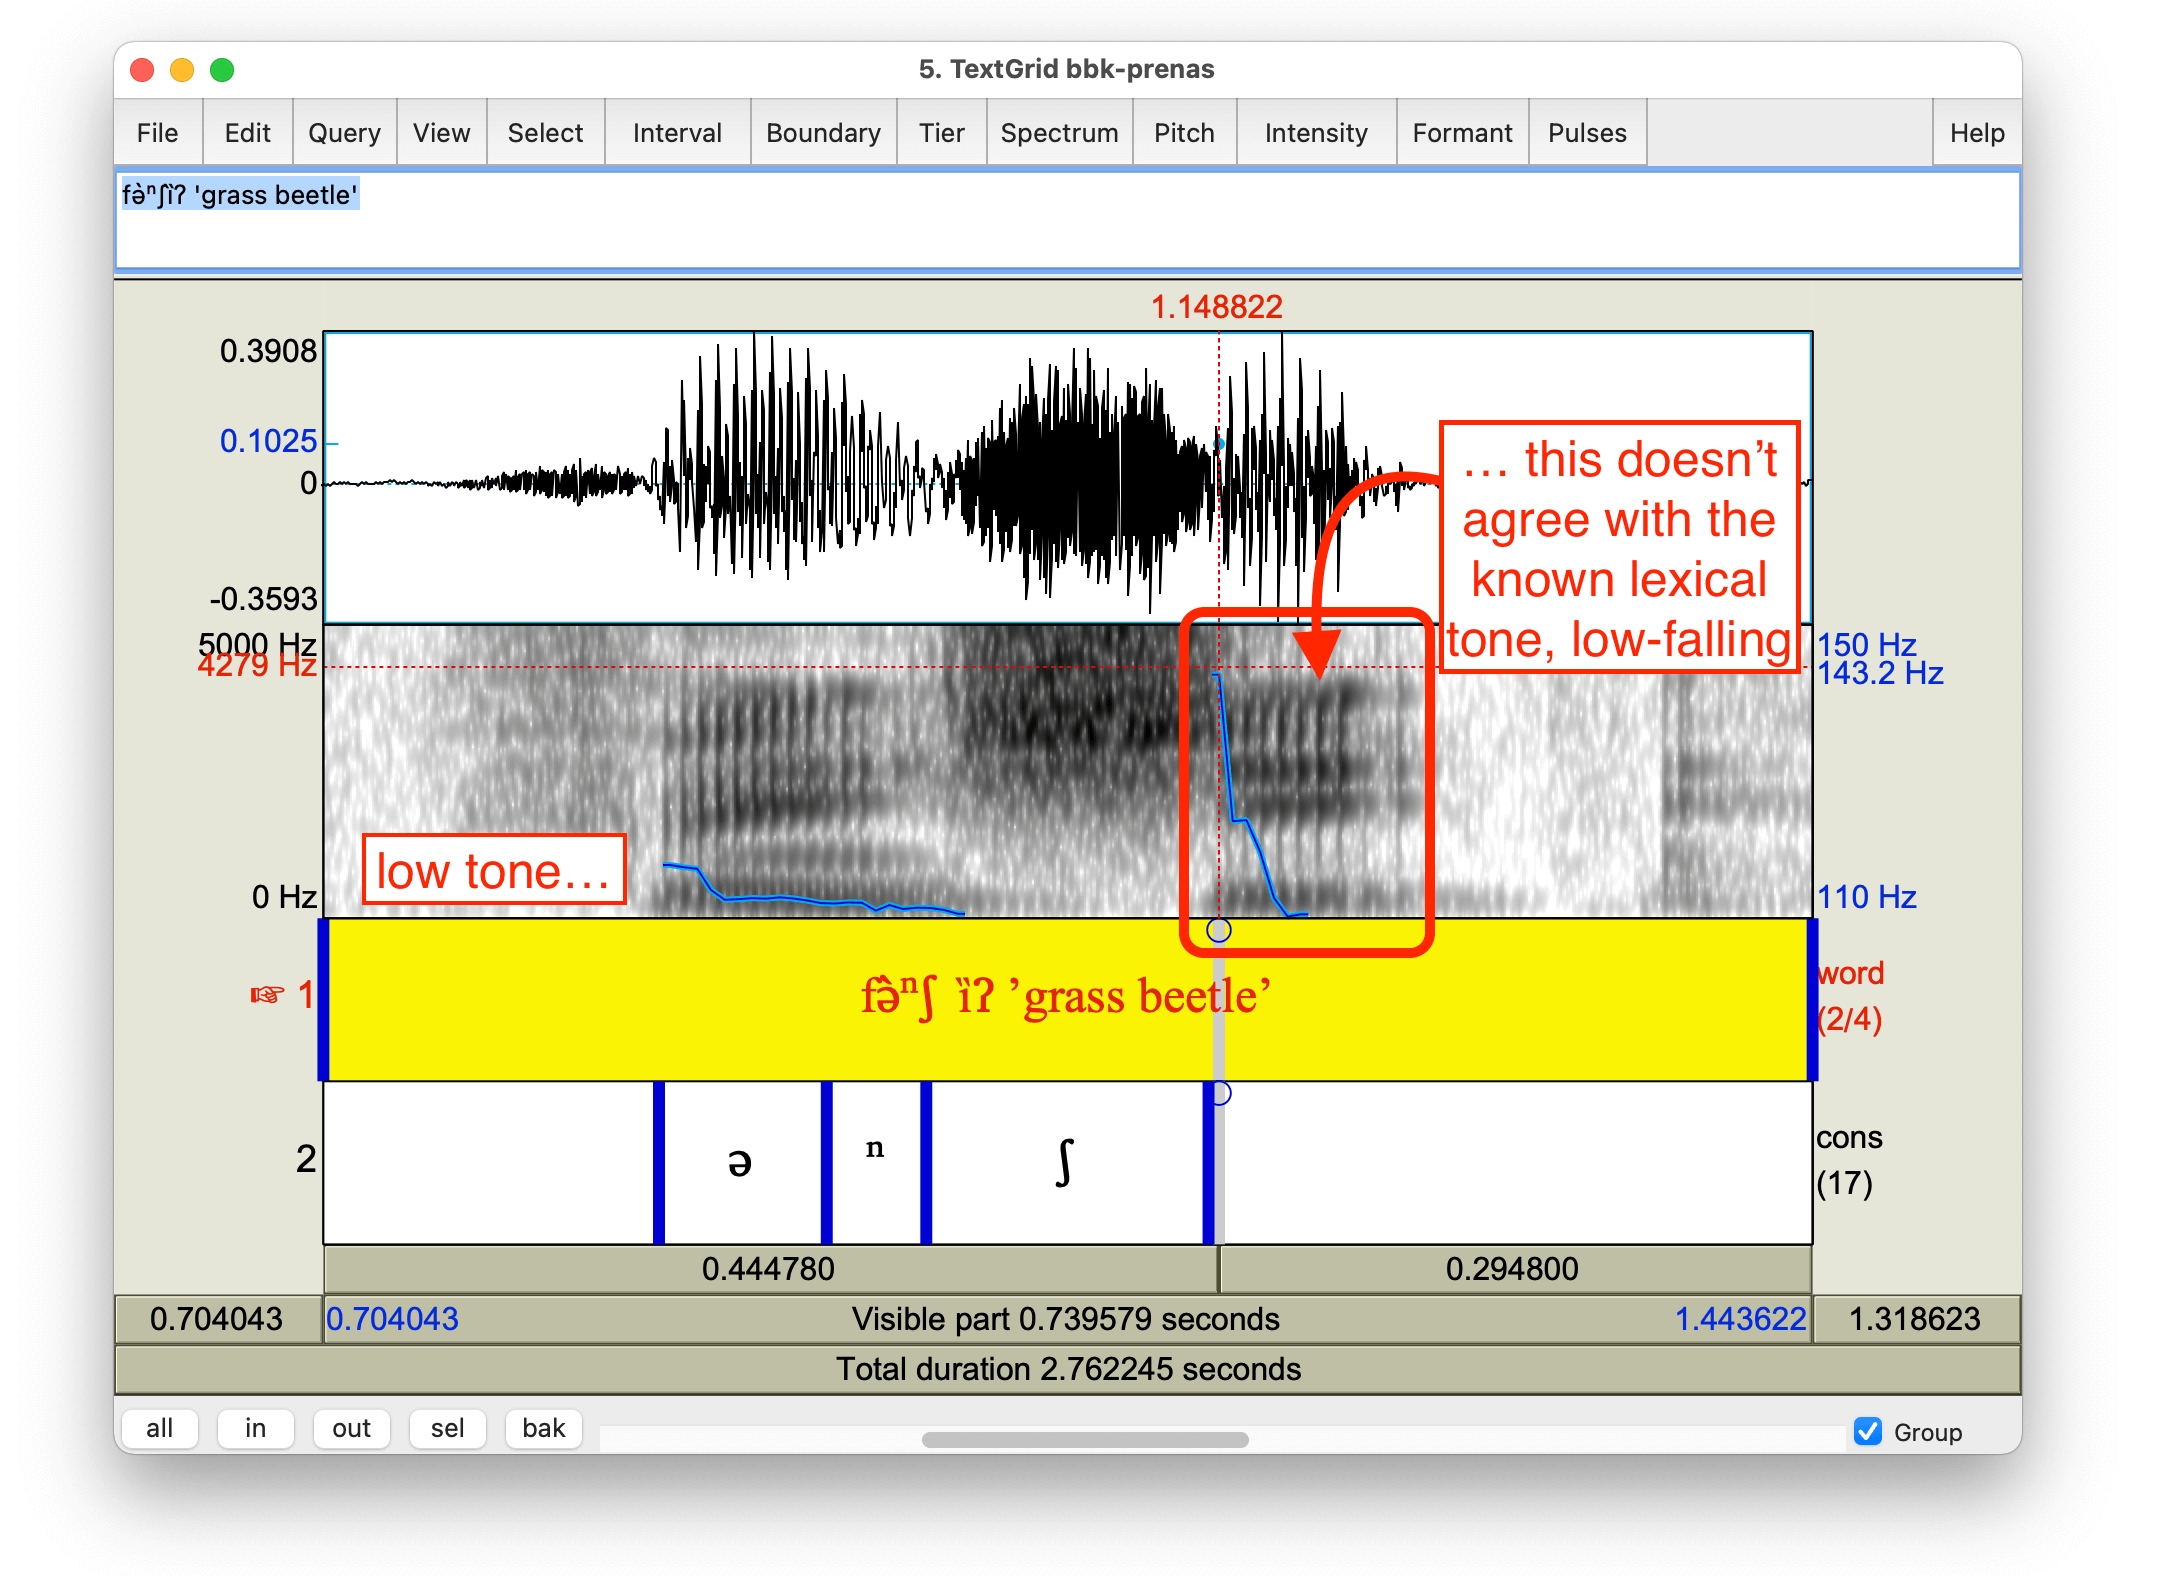 5. TextGrid bbk-prenas
File Edit Query View Select Interval Boundary Tier Spectrum Pitch Intensity Formant Pulses Help
fə̀ⁿʃȉʔ 'grass beetle'
1.148822
0.3908
0.1025
0
-0.3593
… this doesn’t
agree with the
known lexical
tone, low-falling
5000 Hz
4279 Hz
0 Hz
150 Hz
143.2 Hz
110 Hz
low tone…
☞ 1
fə̀ⁿʃ ȉʔ ’grass beetle’
word
(2/4)
2
ə ⁿ ʃ
cons
(17)
0.444780 0.294800
0.704043 0.704043 Visible part 0.739579 seconds 1.443622 1.318623
Total duration 2.762245 seconds
all in out sel bak Group